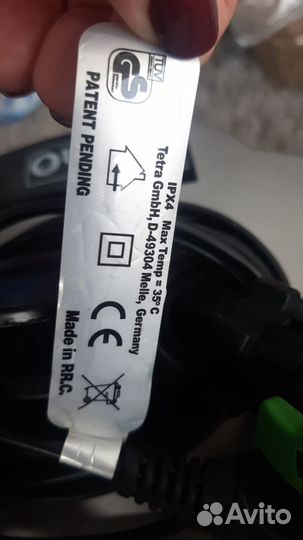 IPX4 Max Temp = 35°C
Tetra GmbH, D-49304 Melle, Germany
TÜV
GS
CE
PATENT PENDING
Made in P.R.C.
Avito